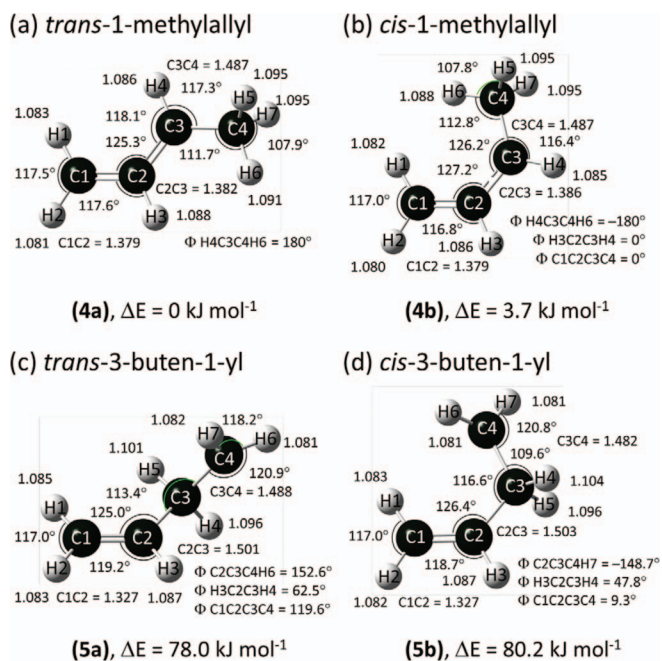 (a) trans-1-methylallyl
C3C4 = 1.487
1.086
H4
117.3°
1.095
H5
1.095
H7
1.083
118.1°
C3
C4
H1
125.3°
111.7°
107.9°
117.5°
C1
C2
H6
C2C3 = 1.382
1.091
117.6°
H2
H3
1.088
1.081
C1C2 = 1.379
Φ H4C3C4H6 = 180°
(4a), ΔE = 0 kJ mol⁻¹
(b) cis-1-methylallyl
1.095
107.8°
H5
H7
H6
C4
1.095
1.088
C3C4 = 1.487
112.8°
1.082
126.2°
116.4°
C3
H1
127.2°
H4
C2C3 = 1.386
1.085
117.0°
C1
C2
116.8°
Φ H4C3C4H6 = –180°
H2
1.086
H3
Φ H3C2C3H4 = 0°
1.080
C1C2 = 1.379
Φ C1C2C3C4 = 0°
(4b), ΔE = 3.7 kJ mol⁻¹
(c) trans-3-buten-1-yl
1.082
118.2°
H7
H6
1.081
C4
1.101
H5
120.9°
1.085
113.4°
C3C4 = 1.488
125.0°
C3
H1
H4
1.096
117.0°
C1
C2
C2C3 = 1.501
119.2°
H2
H3
Φ C2C3C4H6 = 152.6°
Φ H3C2C3H4 = 62.5°
1.083
C1C2 = 1.327
1.087
Φ C1C2C3C4 = 119.6°
(5a), ΔE = 78.0 kJ mol⁻¹
(d) cis-3-buten-1-yl
1.081
H7
H6
C4
120.8°
1.081
C3C4 = 1.482
109.6°
1.083
116.6°
C3
H4
1.104
H5
H1
126.4°
1.096
117.0°
C1
C2
C2C3 = 1.503
118.7°
Φ C2C3C4H7 = –148.7°
H2
1.087
H3
Φ H3C2C3H4 = 47.8°
1.082
C1C2 = 1.327
Φ C1C2C3C4 = 9.3°
(5b), ΔE = 80.2 kJ mol⁻¹